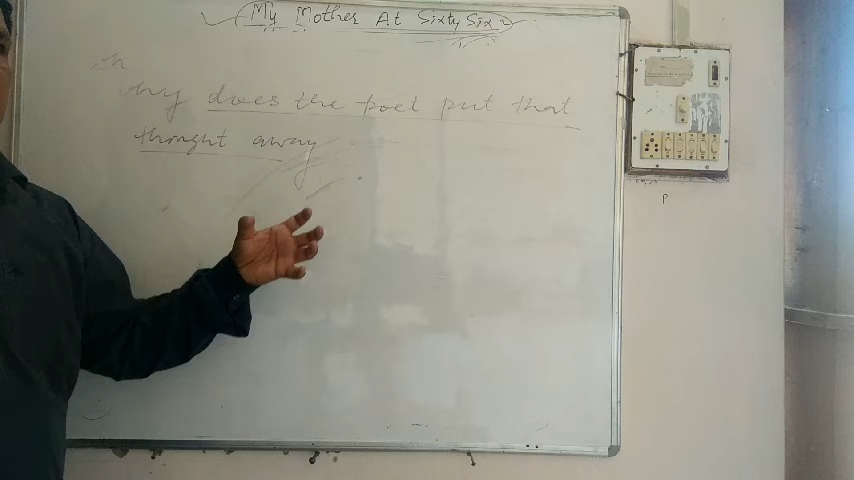 My Mother At Sixty Six
why does the poet put that
thought away
P